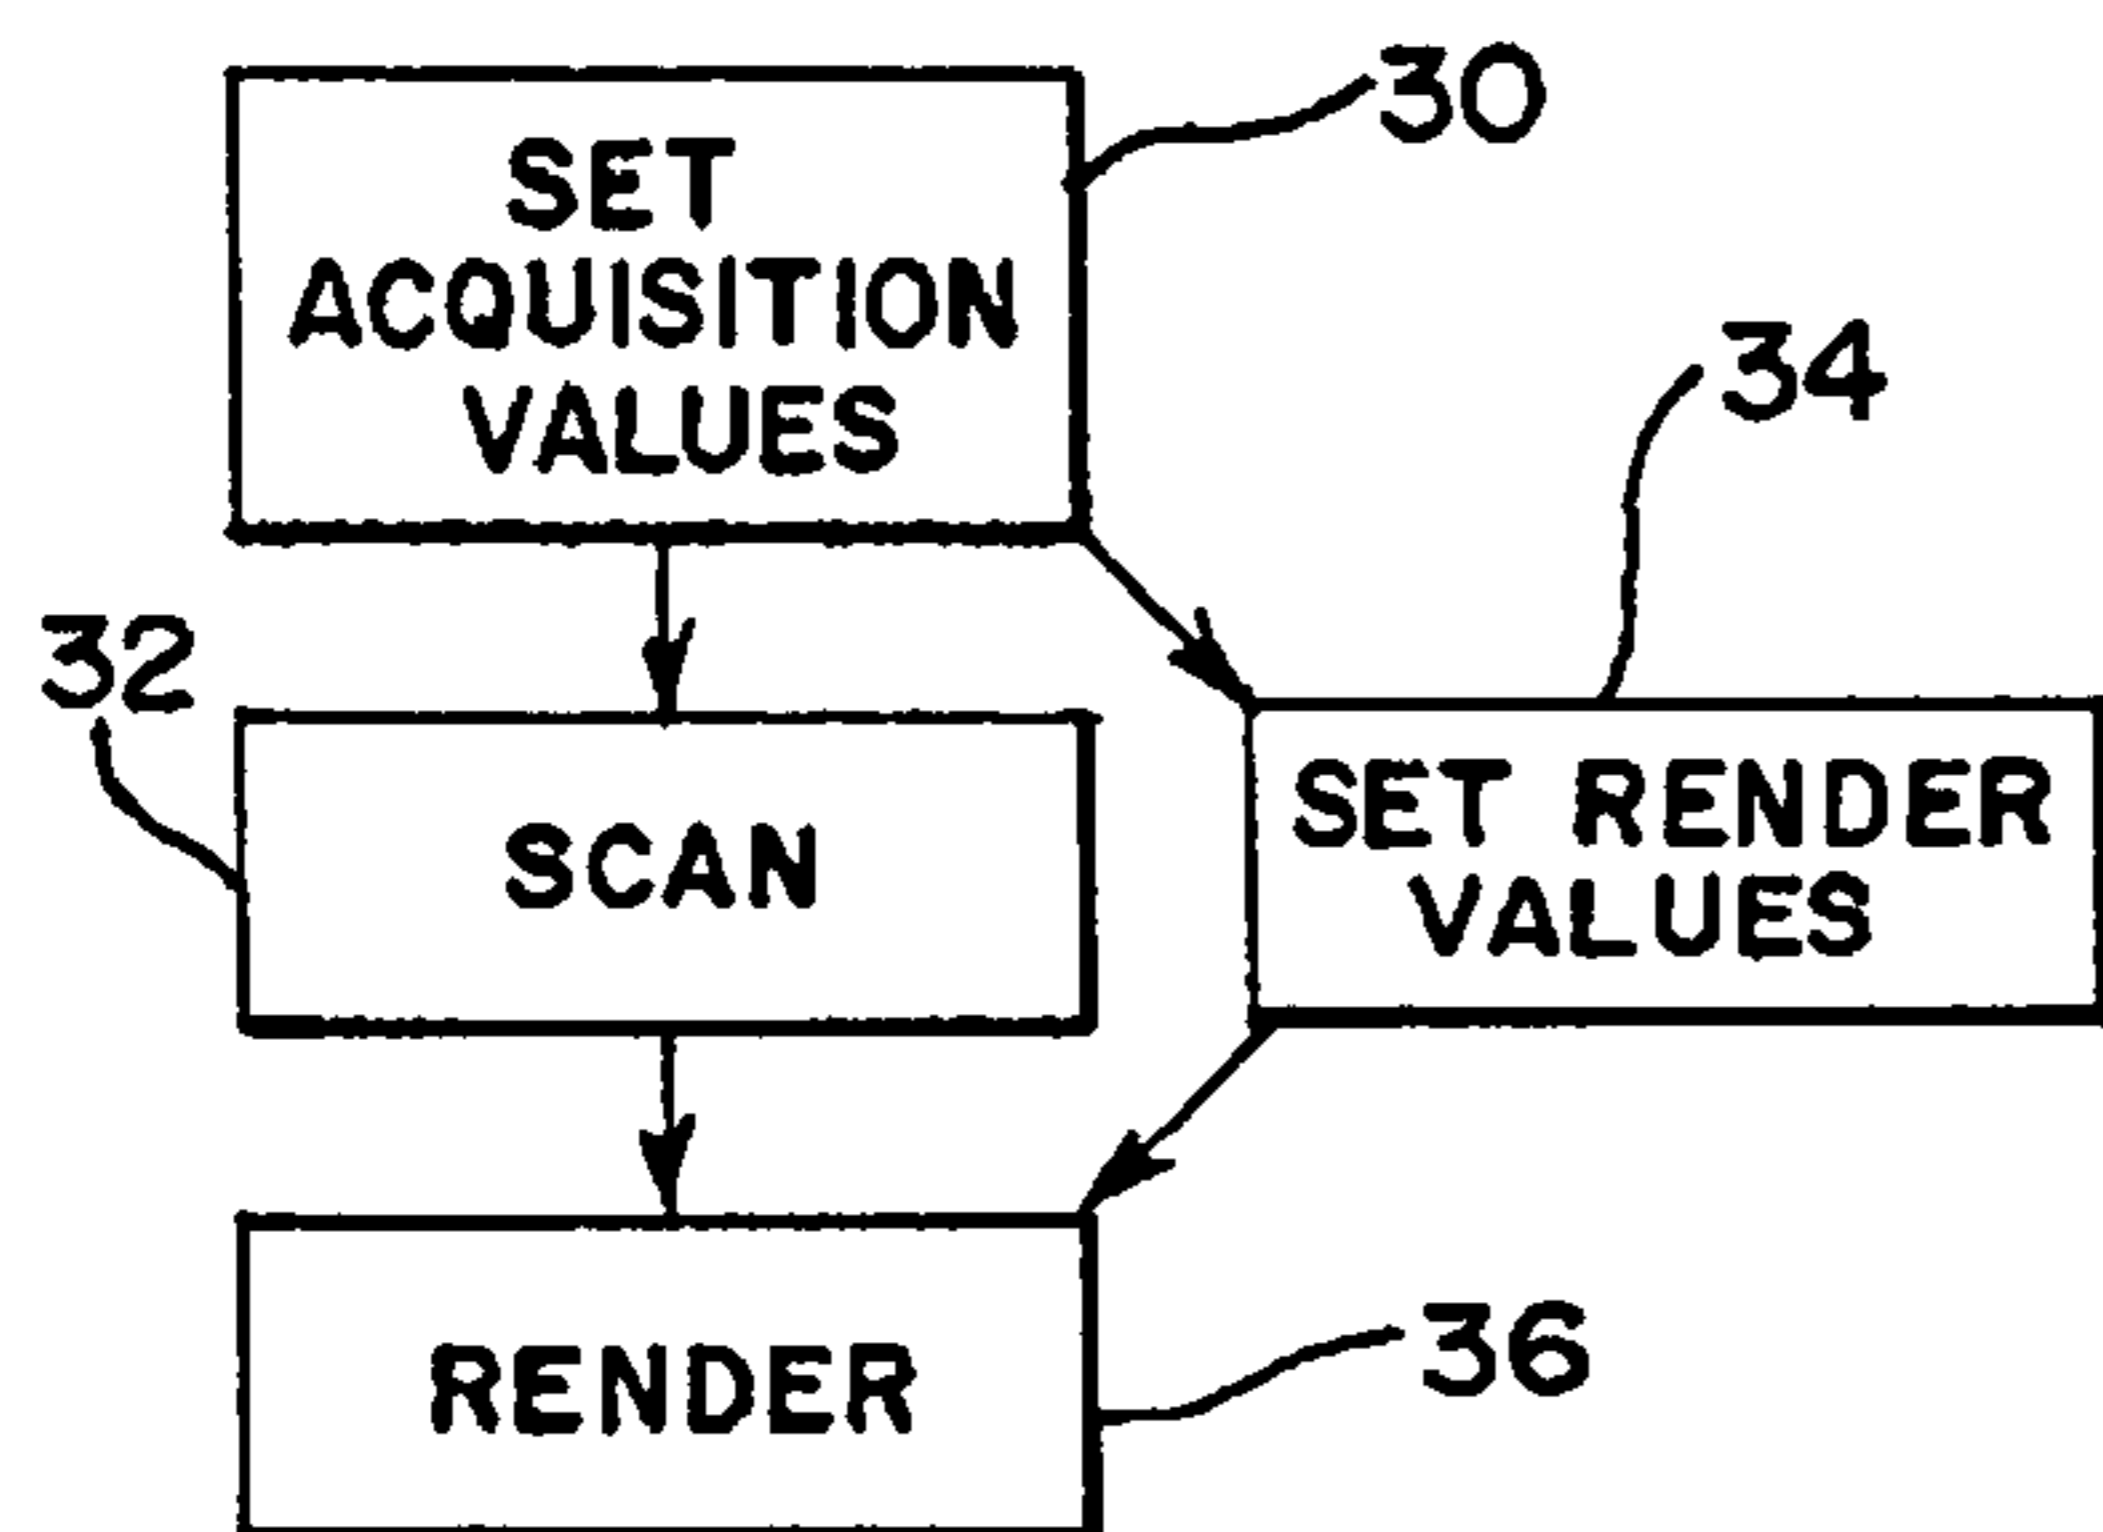 30
SET
ACQUISITION
VALUES
34
32
SCAN
SET RENDER
VALUES
36
RENDER